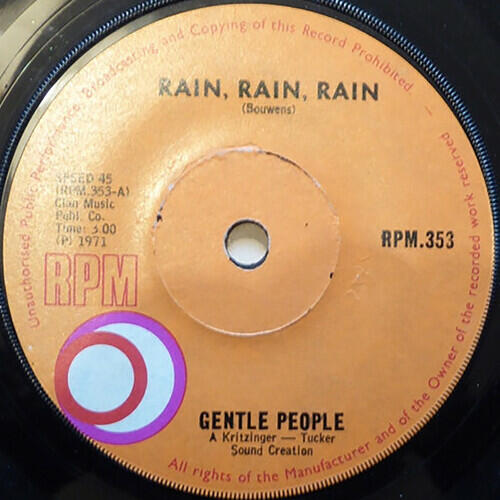 Unauthorised Public Performance, Broadcasting and Copying of this Record Prohibited. —
RAIN, RAIN, RAIN
(Bouwens)
SPEED 45
(RPM.353-A)
Clan Music
Publ. Co.
Time: 3.00
(P) 1971
RPM.353
RPM
GENTLE PEOPLE
A Kritzinger — Tucker
Sound Creation
All rights of the Manufacturer and of the Owner of the recorded work reserved